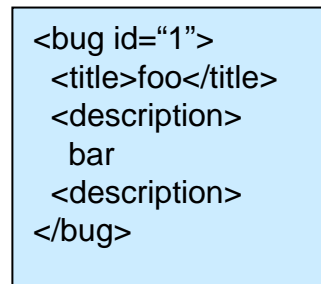 <bug id=“1”>
<title>foo</title>
<description>
bar
<description>
</bug>